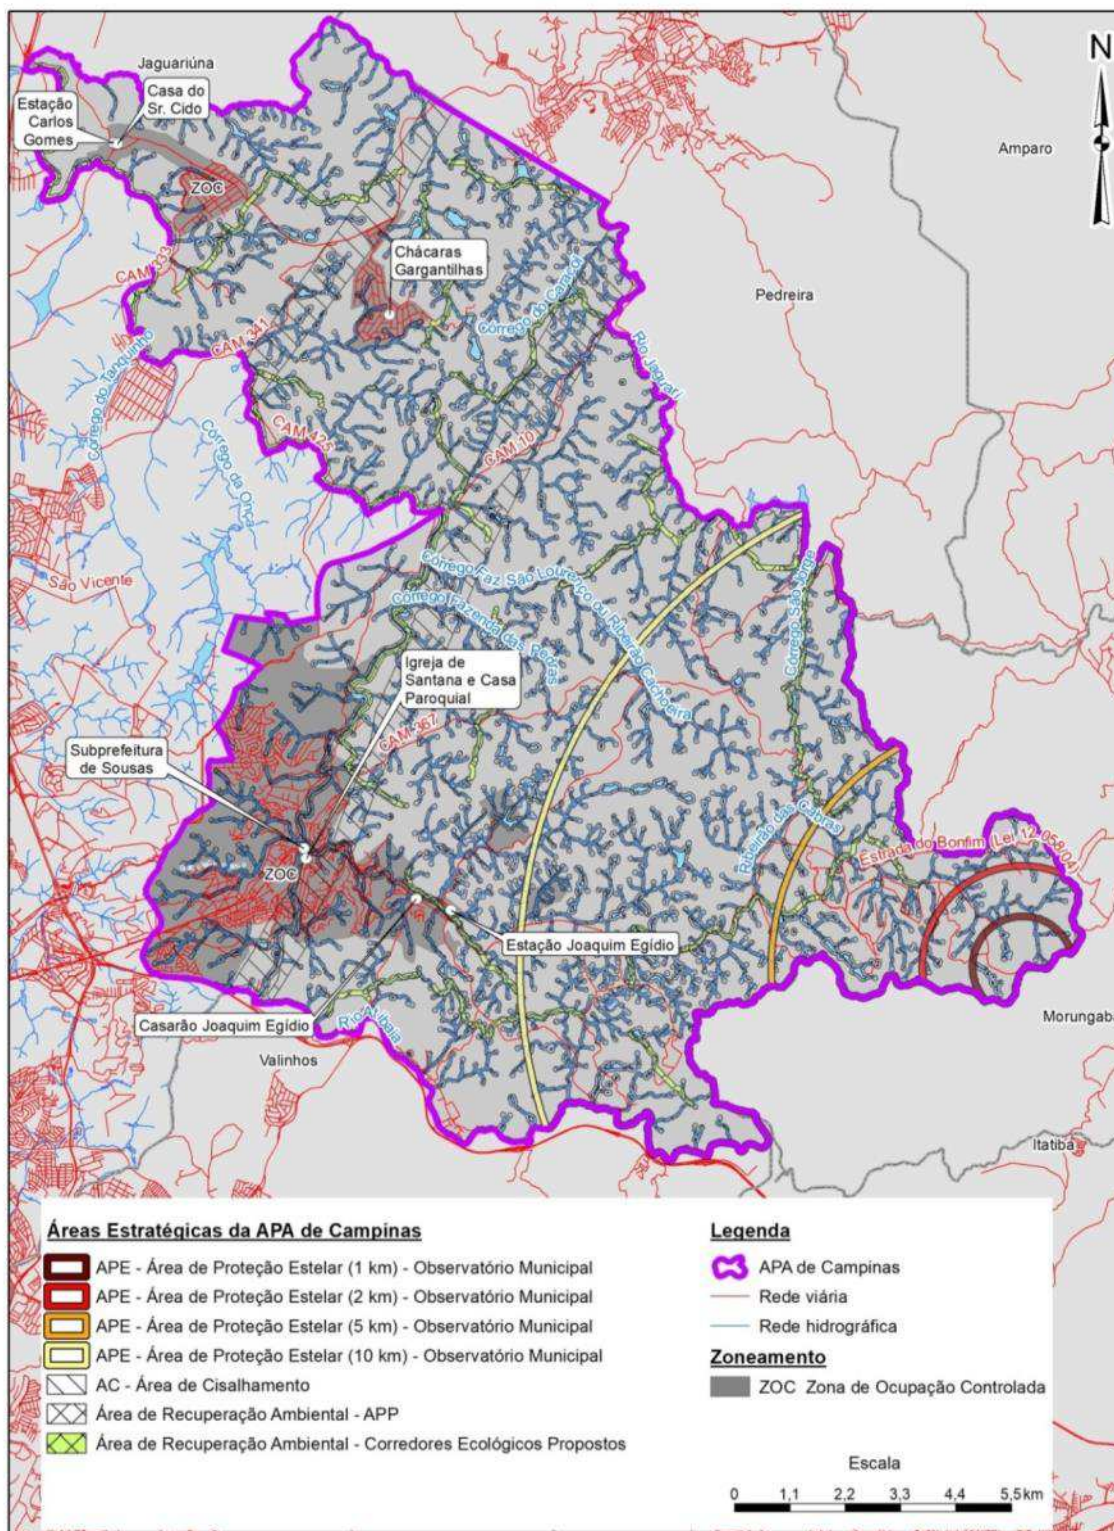 N
Jaguariúna
Casa do
Sr. Cido
Estação
Carlos
Gomes
Amparo
ZOC
Chácaras
Gargantilhas
CAM 333
Pedreira
Córrego do Caracol
CAM 341
Rio Jaguari
Córrego do Tanquinho
CAM 425
CAM 10
Córrego da Onça
São Vicente
Córrego Faz São Lourenço ou Ribeirão Cachoeira
Córrego Fazenda das Pedras
Córrego São Jorge
Igreja de
Santana e Casa
Paroquial
CAM 367
Subprefeitura
de Sousas
Ribeirão das Cabras
Estrada do Bonfim (Lei 12.058/04)
ZOC
Estação Joaquim Egídio
Casarão Joaquim Egídio
Rio Atibaia
Morungaba
Valinhos
Itatiba
Áreas Estratégicas da APA de Campinas
APE - Área de Proteção Estelar (1 km) - Observatório Municipal
APE - Área de Proteção Estelar (2 km) - Observatório Municipal
APE - Área de Proteção Estelar (5 km) - Observatório Municipal
APE - Área de Proteção Estelar (10 km) - Observatório Municipal
AC - Área de Cisalhamento
Área de Recuperação Ambiental - APP
Área de Recuperação Ambiental - Corredores Ecológicos Propostos
Legenda
APA de Campinas
Rede viária
Rede hidrográfica
Zoneamento
ZOC Zona de Ocupação Controlada
Escala
0 1,1 2,2 3,3 4,4 5,5 km